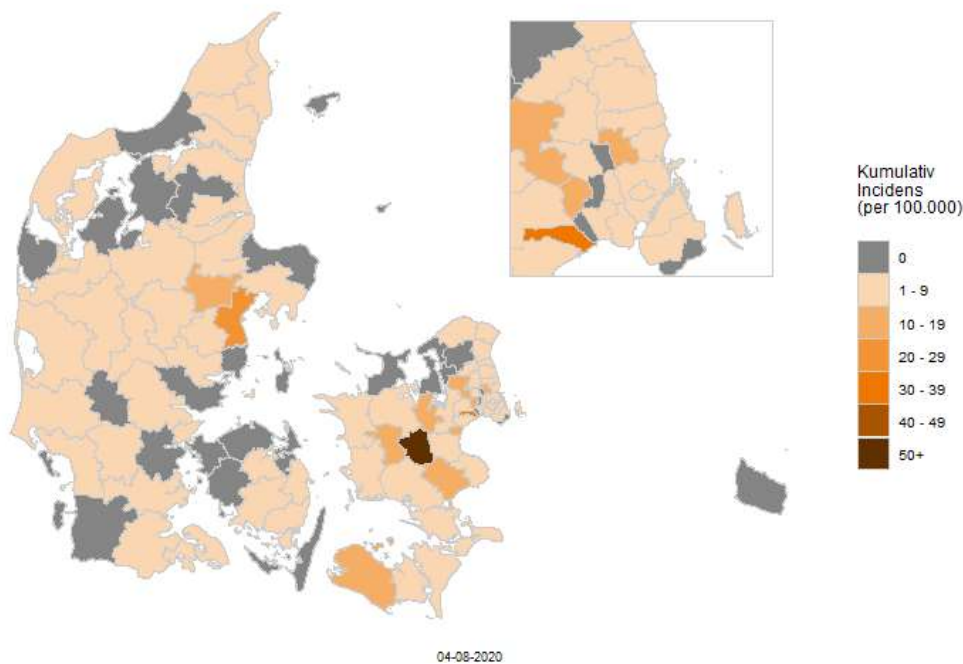 Kumulativ
Incidens
(per 100.000)
0
1 - 9
10 - 19
20 - 29
30 - 39
40 - 49
50+
04-08-2020